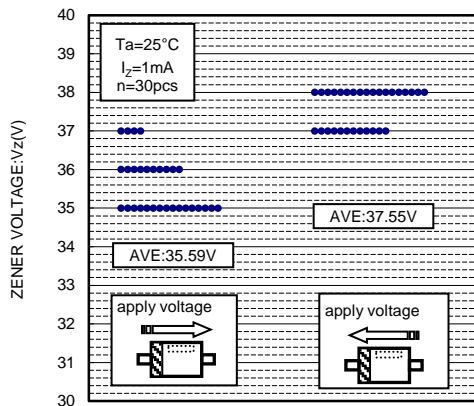 40
39
38
37
36
35
34
33
32
31
30
ZENER VOLTAGE:Vz(V)
Ta=25°C
IZ=1mA
n=30pcs
AVE:35.59V
AVE:37.55V
apply voltage
apply voltage